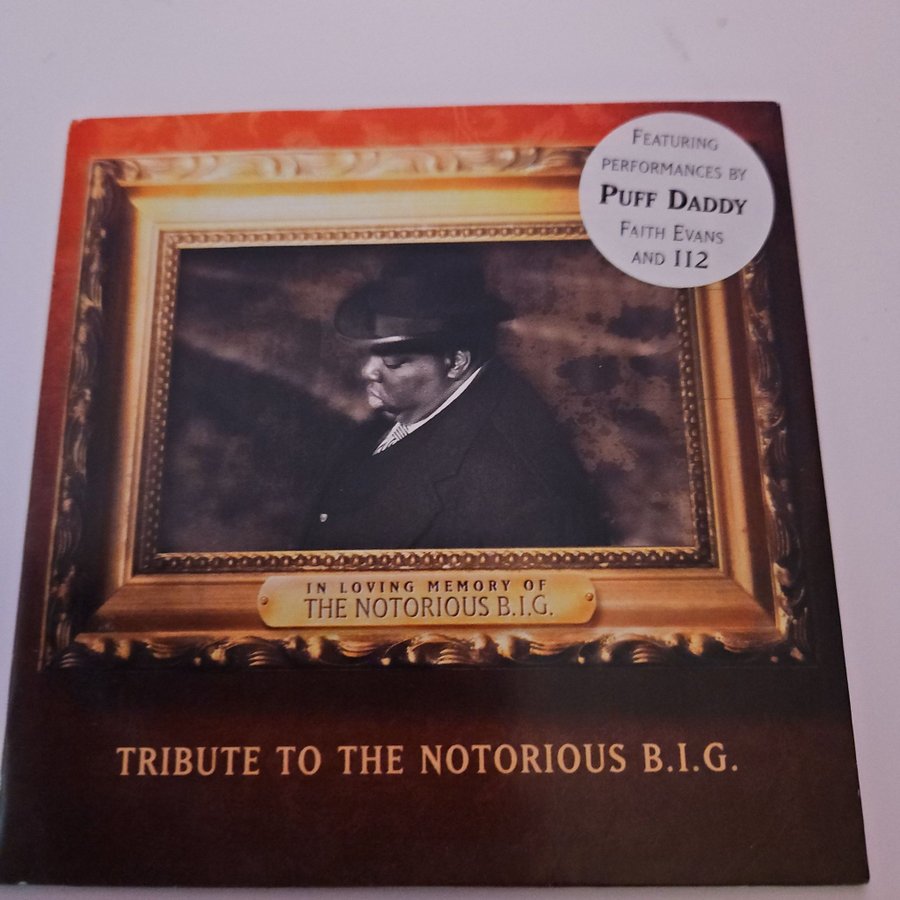 FEATURING
PERFORMANCES BY
PUFF DADDY
FAITH EVANS
AND 112
IN LOVING MEMORY OF
THE NOTORIOUS B.I.G.
TRIBUTE TO THE NOTORIOUS B.I.G.